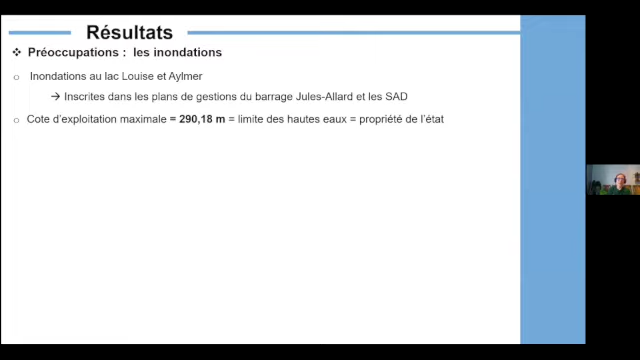 Résultats
❖ Préoccupations : les inondations
o Inondations au lac Louise et Aylmer
→ Inscrites dans les plans de gestions du barrage Jules-Allard et les SAD
o Cote d'exploitation maximale = 290,18 m = limite des hautes eaux = propriété de l'état